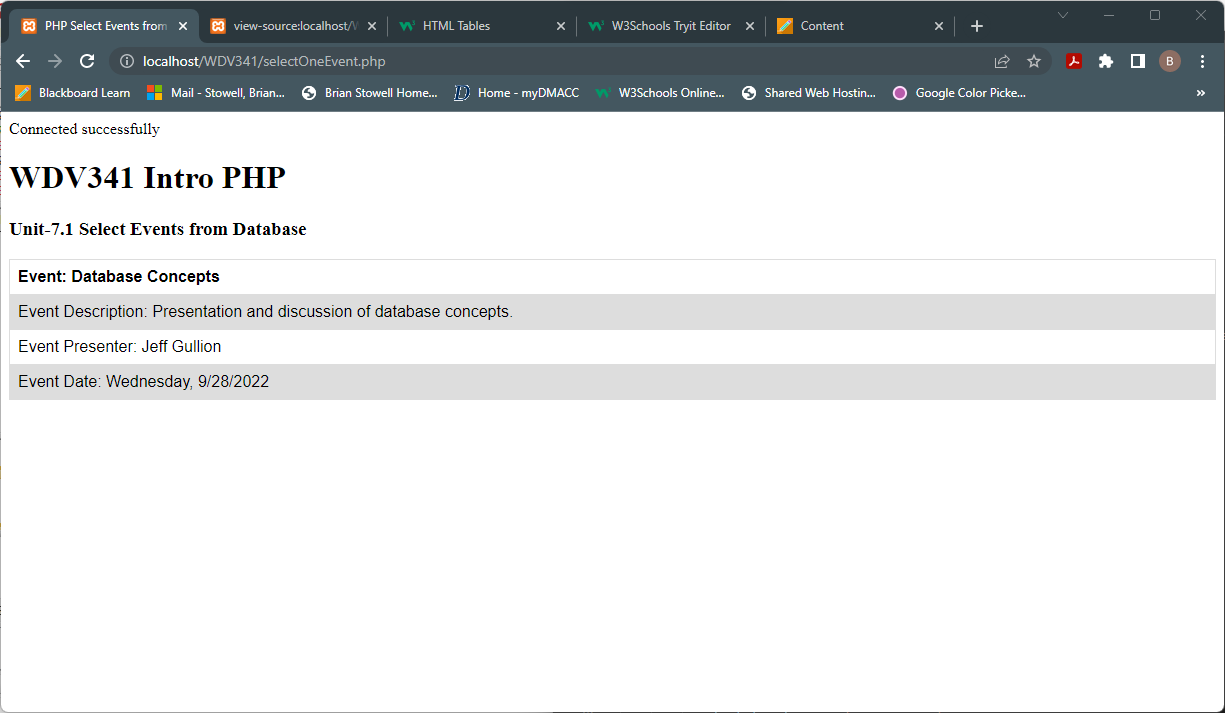 PHP Select Events from
view-source:localhost/W
HTML Tables
W3Schools Tryit Editor
Content
localhost/WDV341/selectOneEvent.php
B
Blackboard Learn
Mail - Stowell, Brian...
Brian Stowell Home...
Home - myDMACC
W3Schools Online...
Shared Web Hostin...
Google Color Picke...
»
Connected successfully
WDV341 Intro PHP
Unit-7.1 Select Events from Database
Event: Database Concepts
Event Description: Presentation and discussion of database concepts.
Event Presenter: Jeff Gullion
Event Date: Wednesday, 9/28/2022